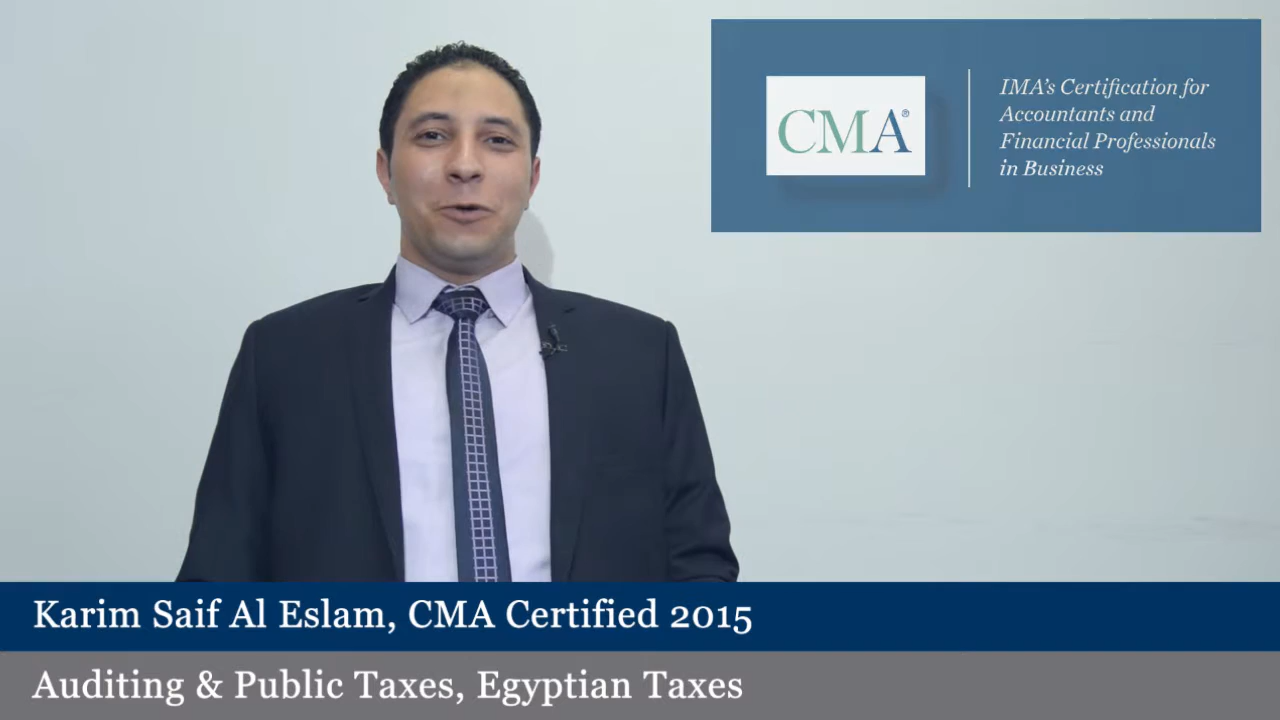 CMA®
IMA's Certification for
Accountants and
Financial Professionals
in Business
Karim Saif Al Eslam, CMA Certified 2015
Auditing & Public Taxes, Egyptian Taxes